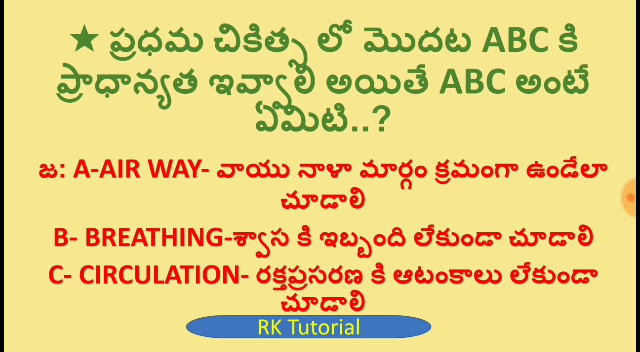 ★ ప్రధమ చికిత్స లో మొదట ABC కి
ప్రాధాన్యత ఇవ్వాలి అయితే ABC అంటే
ఏమిటి..?
జ: A-AIR WAY- వాయు నాళా మార్గం క్రమంగా ఉండేలా
చూడాలి
B- BREATHING-శ్వాస కి ఇబ్బంది లేకుండా చూడాలి
C- CIRCULATION- రక్తప్రసరణ కి ఆటంకాలు లేకుండా
చూడాలి
RK Tutorial